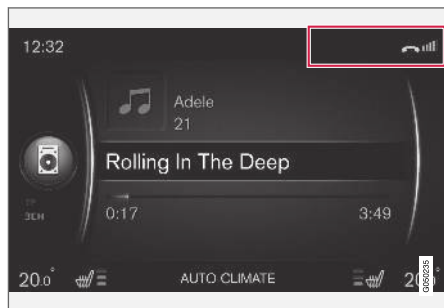 12:32
Adele
21
Rolling In The Deep
0:17
3:49
20.0° AUTO CLIMATE
G050235